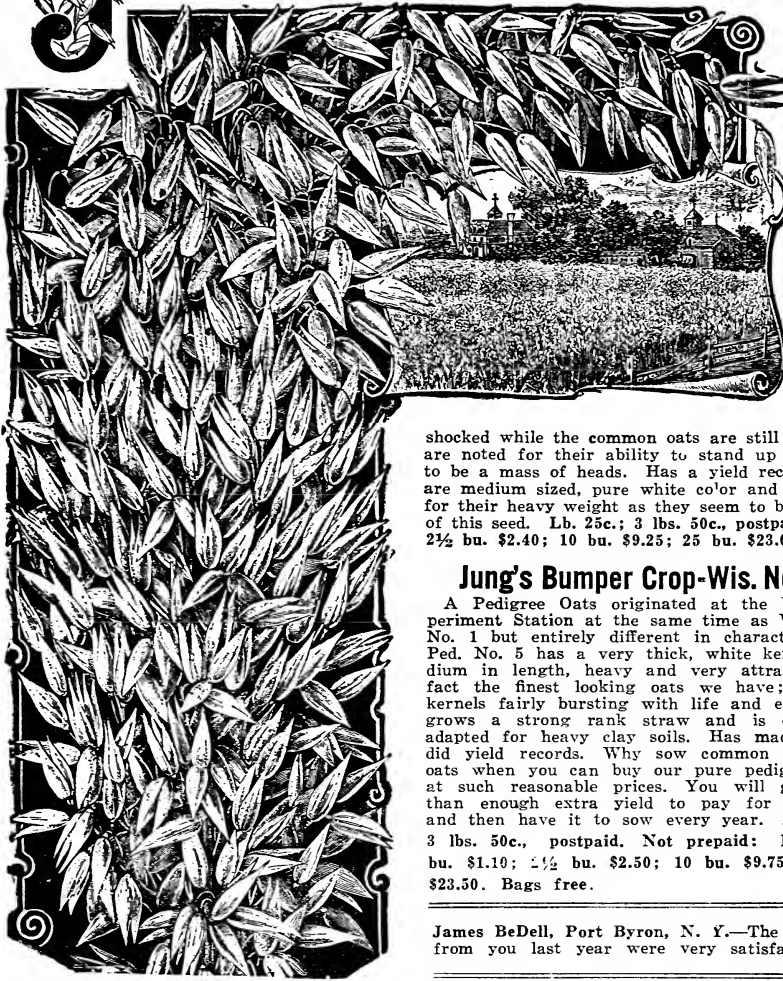 shocked while the common oats are still
are noted for their ability to stand up
to be a mass of heads. Has a yield rec
are medium sized, pure white co'or and
for their heavy weight as they seem to b
of this seed. Lb. 25c.; 3 lbs. 50c., postpa
2½ bu. $2.40; 10 bu. $9.25; 25 bu. $23.
Jung's Bumper Crop-Wis. N
A Pedigree Oats originated at the
periment Station at the same time as
No. 1 but entirely different in charact
Ped. No. 5 has a very thick, white ke
dium in length, heavy and very attra
fact the finest looking oats we have;
kernels fairly bursting with life and e
grows a strong rank straw and is
adapted for heavy clay soils. Has mad
did yield records. Why sow common
oats when you can buy our pure pedig
at such reasonable prices. You will g
than enough extra yield to pay for
and then have it to sow every year.
3 lbs. 50c., postpaid. Not prepaid:
bu. $1.10; 2½ bu. $2.50; 10 bu. $9.75
$23.50. Bags free.
James BeDell, Port Byron, N. Y.—The
from you last year were very satisfa